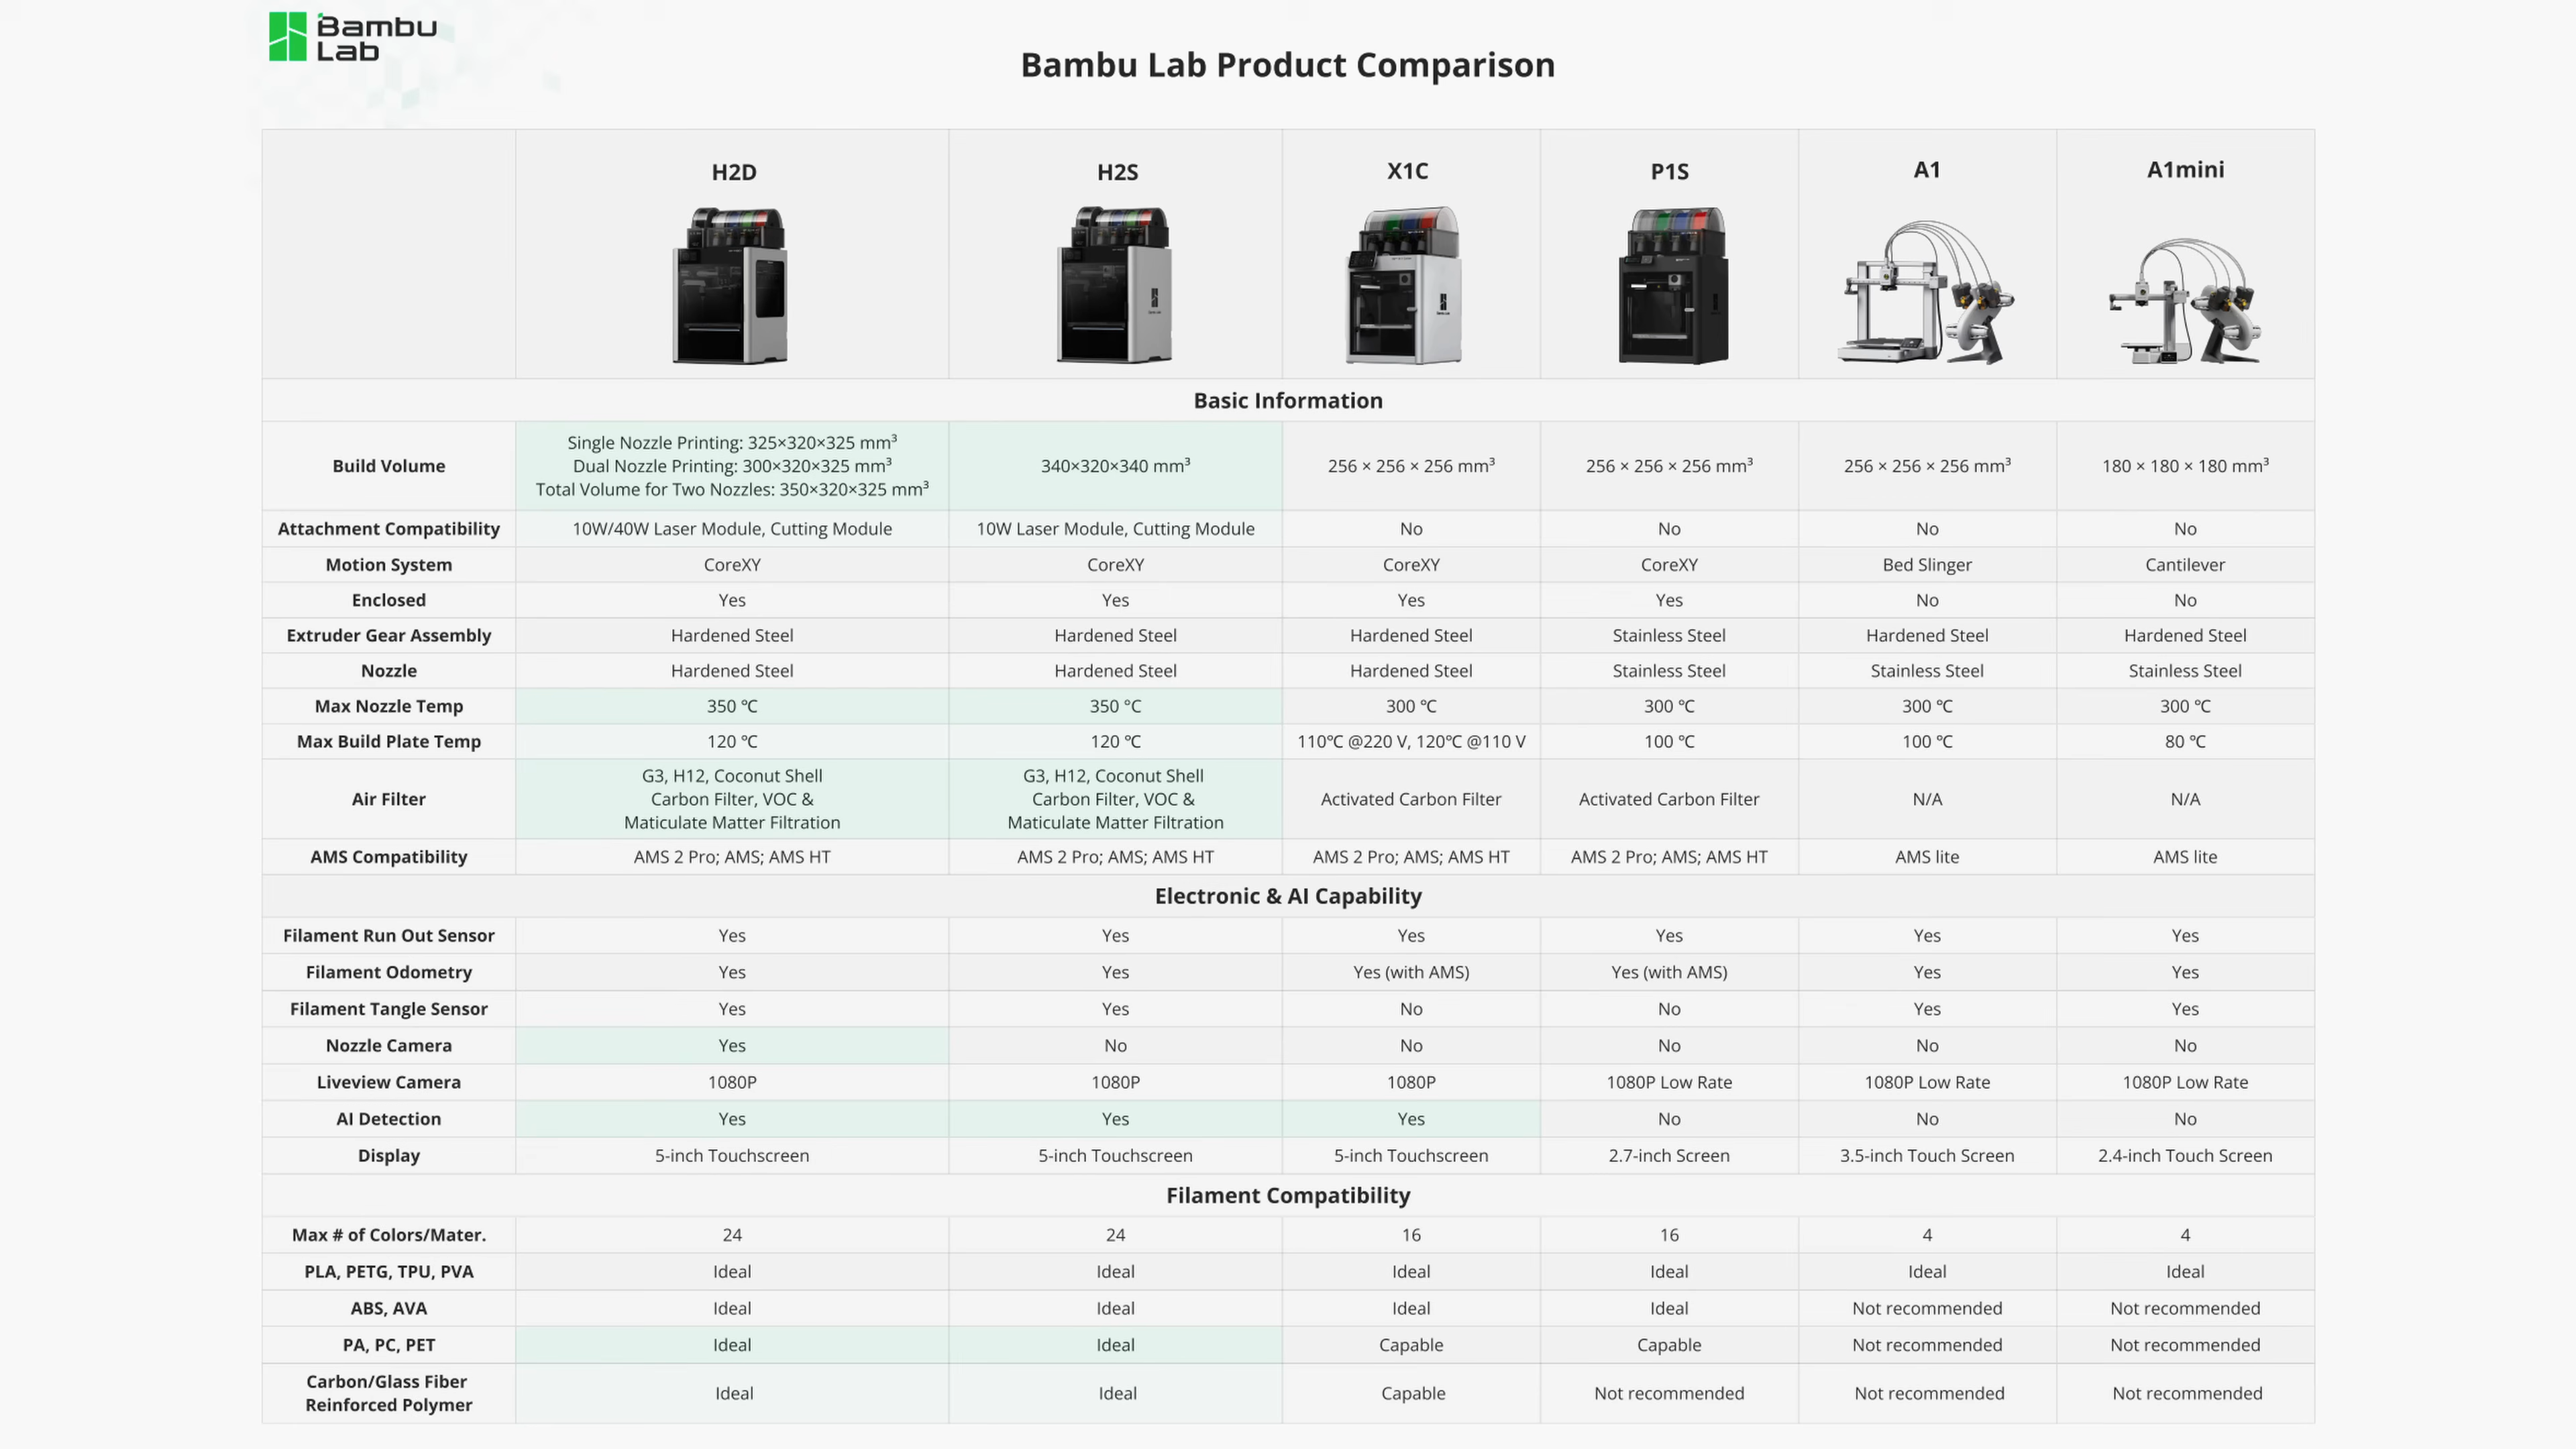 Bambu
Lab
Bambu Lab Product Comparison
H2D H2S X1C P1S A1 A1mini
Basic Information
Build Volume
Single Nozzle Printing: 325×320×325 mm³
Dual Nozzle Printing: 300×320×325 mm³
Total Volume for Two Nozzles: 350×320×325 mm³
340×320×340 mm³ 256 × 256 × 256 mm³ 256 × 256 × 256 mm³ 256 × 256 × 256 mm³ 180 × 180 × 180 mm³
Attachment Compatibility 10W/40W Laser Module, Cutting Module 10W Laser Module, Cutting Module No No No No
Motion System CoreXY CoreXY CoreXY CoreXY Bed Slinger Cantilever
Enclosed Yes Yes Yes Yes No No
Extruder Gear Assembly Hardened Steel Hardened Steel Hardened Steel Stainless Steel Hardened Steel Hardened Steel
Nozzle Hardened Steel Hardened Steel Hardened Steel Stainless Steel Stainless Steel Stainless Steel
Max Nozzle Temp 350 ℃ 350 °C 300 ℃ 300 ℃ 300 ℃ 300 ℃
Max Build Plate Temp 120 ℃ 120 ℃ 110℃ @220 V, 120℃ @110 V 100 ℃ 100 ℃ 80 ℃
Air Filter
G3, H12, Coconut Shell
Carbon Filter, VOC &
Maticulate Matter Filtration
G3, H12, Coconut Shell
Carbon Filter, VOC &
Maticulate Matter Filtration
Activated Carbon Filter Activated Carbon Filter N/A N/A
AMS Compatibility AMS 2 Pro; AMS; AMS HT AMS 2 Pro; AMS; AMS HT AMS 2 Pro; AMS; AMS HT AMS 2 Pro; AMS; AMS HT AMS lite AMS lite
Electronic & AI Capability
Filament Run Out Sensor Yes Yes Yes Yes Yes Yes
Filament Odometry Yes Yes Yes (with AMS) Yes (with AMS) Yes Yes
Filament Tangle Sensor Yes Yes No No Yes Yes
Nozzle Camera Yes No No No No No
Liveview Camera 1080P 1080P 1080P 1080P Low Rate 1080P Low Rate 1080P Low Rate
AI Detection Yes Yes Yes No No No
Display 5-inch Touchscreen 5-inch Touchscreen 5-inch Touchscreen 2.7-inch Screen 3.5-inch Touch Screen 2.4-inch Touch Screen
Filament Compatibility
Max # of Colors/Mater. 24 24 16 16 4 4
PLA, PETG, TPU, PVA Ideal Ideal Ideal Ideal Ideal Ideal
ABS, AVA Ideal Ideal Ideal Ideal Not recommended Not recommended
PA, PC, PET Ideal Ideal Capable Capable Not recommended Not recommended
Carbon/Glass Fiber
Reinforced Polymer
Ideal Ideal Capable Not recommended Not recommended Not recommended